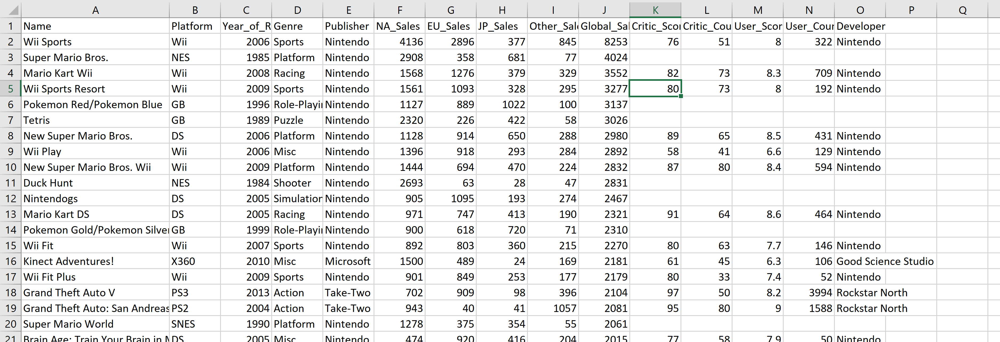 A B C D E F G H I J K L M N O P Q
1 Name Platform Year_of_R Genre Publisher NA_Sales EU_Sales JP_Sales Other_Sal Global_Sal Critic_Scor Critic_Cou User_Scor User_Cour Developer
2 Wii Sports Wii 2006 Sports Nintendo 4136 2896 377 845 8253 76 51 8 322 Nintendo
3 Super Mario Bros. NES 1985 Platform Nintendo 2908 358 681 77 4024
4 Mario Kart Wii Wii 2008 Racing Nintendo 1568 1276 379 329 3552 82 73 8.3 709 Nintendo
5 Wii Sports Resort Wii 2009 Sports Nintendo 1561 1093 328 295 3277 80 73 8 192 Nintendo
6 Pokemon Red/Pokemon Blue GB 1996 Role-Playi Nintendo 1127 889 1022 100 3137
7 Tetris GB 1989 Puzzle Nintendo 2320 226 422 58 3026
8 New Super Mario Bros. DS 2006 Platform Nintendo 1128 914 650 288 2980 89 65 8.5 431 Nintendo
9 Wii Play Wii 2006 Misc Nintendo 1396 918 293 284 2892 58 41 6.6 129 Nintendo
10 New Super Mario Bros. Wii Wii 2009 Platform Nintendo 1444 694 470 224 2832 87 80 8.4 594 Nintendo
11 Duck Hunt NES 1984 Shooter Nintendo 2693 63 28 47 2831
12 Nintendogs DS 2005 Simulation Nintendo 905 1095 193 274 2467
13 Mario Kart DS DS 2005 Racing Nintendo 971 747 413 190 2321 91 64 8.6 464 Nintendo
14 Pokemon Gold/Pokemon Silver GB 1999 Role-Playi Nintendo 900 618 720 71 2310
15 Wii Fit Wii 2007 Sports Nintendo 892 803 360 215 2270 80 63 7.7 146 Nintendo
16 Kinect Adventures! X360 2010 Misc Microsoft 1500 489 24 169 2181 61 45 6.3 106 Good Science Studio
17 Wii Fit Plus Wii 2009 Sports Nintendo 901 849 253 177 2179 80 33 7.4 52 Nintendo
18 Grand Theft Auto V PS3 2013 Action Take-Two 702 909 98 396 2104 97 50 8.2 3994 Rockstar North
19 Grand Theft Auto: San Andreas PS2 2004 Action Take-Two 943 40 41 1057 2081 95 80 9 1588 Rockstar North
20 Super Mario World SNES 1990 Platform Nintendo 1278 375 354 55 2061
21 Brain Age: Train Your Brain in DS 2005 Misc Nintendo 474 920 416 204 2015 77 58 7.9 50 Nintendo